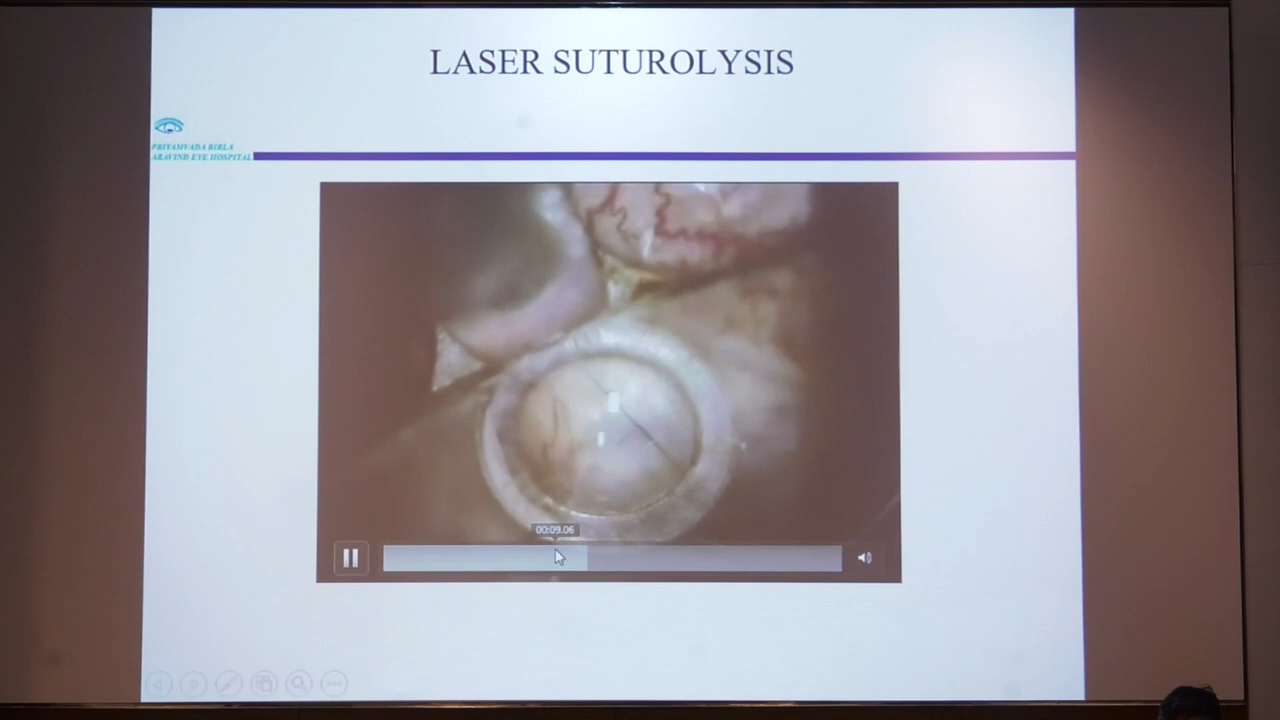 LASER SUTUROLYSIS
PRIYAMVADA BIRLA
ARAVIND EYE HOSPITAL
00:09.06